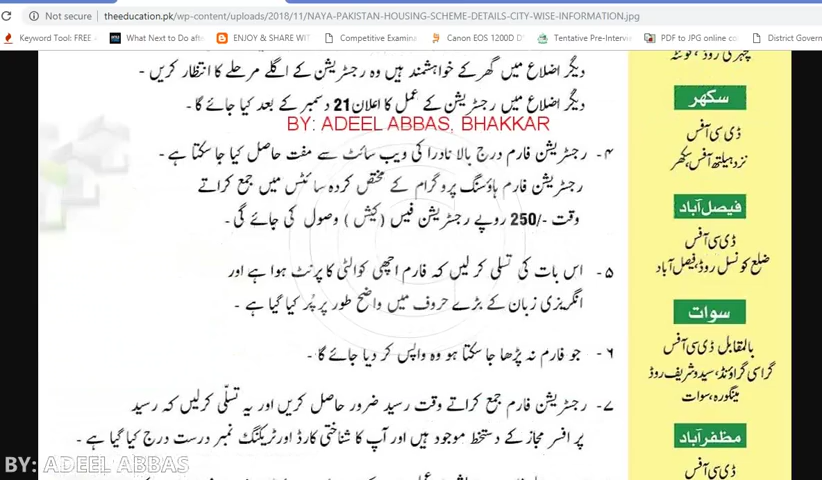 Not secure | theeducation.pk/wp-content/uploads/2018/11/NAYA-PAKISTAN-HOUSING-SCHEME-DETAILS-CITY-WISE-INFORMATION.jpg
Keyword Tool: FREE What Next to Do afte ENJOY & SHARE WIT Competitive Examina Canon EOS 1200D D Tentative Pre-Intervie PDF to JPG conver JPG District Govern
دیگر اضلاع میں گھر کے خواہشمند ہیں وہ رجسٹریشن کے اگلے مرحلے کا انتظار کریں -
دیگر اضلاع میں رجسٹریشن کے عمل کا اعلان 21 دسمبر کے بعد کیا جائے گا -
BY: ADEEL ABBAS, BHAKKAR
۴- رجسٹریشن فارم درج بالا نادرا کی ویب سائٹ سے مفت حاصل کیا جا سکتا ہے -
رجسٹریشن فارم ہاؤسنگ پروگرام کے مختص کردہ سائٹس میں جمع کراتے
وقت -/250 روپے رجسٹریشن فیس (کیش) وصول کی جائے گی -
۵- اس بات کی تسلی کر لیں کہ فارم اچھی کوالٹی کا پرنٹ ہوا ہے اور
انگریزی زبان کے بڑے حروف میں واضح طور پر پُر کیا گیا ہے -
۶- جو فارم نہ پڑھا جا سکتا ہو وہ واپس کر دیا جائے گا -
۷- رجسٹریشن فارم جمع کراتے وقت رسید ضرور حاصل کریں اور یہ تسلّی کر لیں کہ رسید
پر افسر مجاز کے دستخط موجود ہیں اور آپ کا شناختی کارڈ اور ٹریکنگ نمبر درست درج کیا گیا ہے -
روڈ، کوئٹہ
سکھر
ڈی سی آفس
نزد ہیلتھ آفس، سکھر
فیصل آباد
ڈی سی آفس
ضلع کونسل روڈ، فیصل آباد
سوات
بالمقابل ڈی سی آفس
گراسی گراؤنڈ، سیدو شریف روڈ
مینگورہ، سوات
مظفر آباد
ڈی سی آفس
BY: ADEEL ABBAS